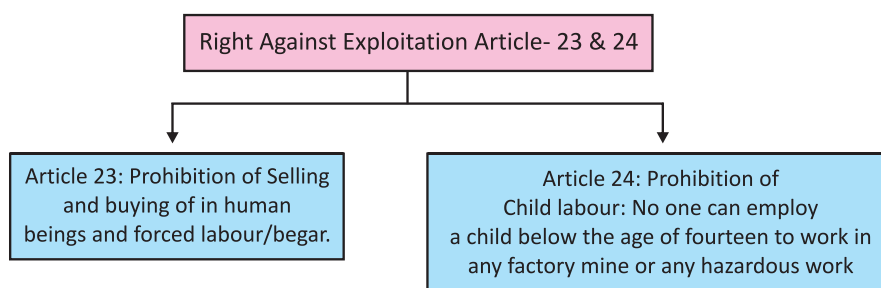 Right Against Exploitation Article- 23 & 24
Article 23: Prohibition of Selling
and buying of in human
beings and forced labour/begar.
Article 24: Prohibition of
Child labour: No one can employ
a child below the age of fourteen to work in
any factory mine or any hazardous work